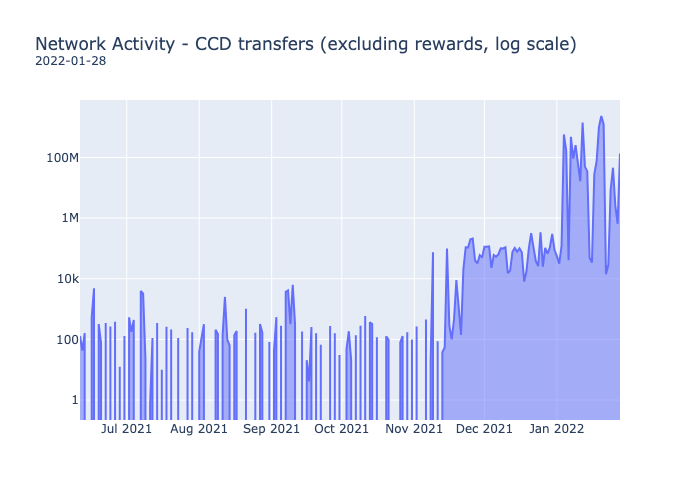 Network Activity - CCD transfers (excluding rewards, log scale)
2022-01-28
100M
1M
10k
100
1
Jul 2021 Aug 2021 Sep 2021 Oct 2021 Nov 2021 Dec 2021 Jan 2022